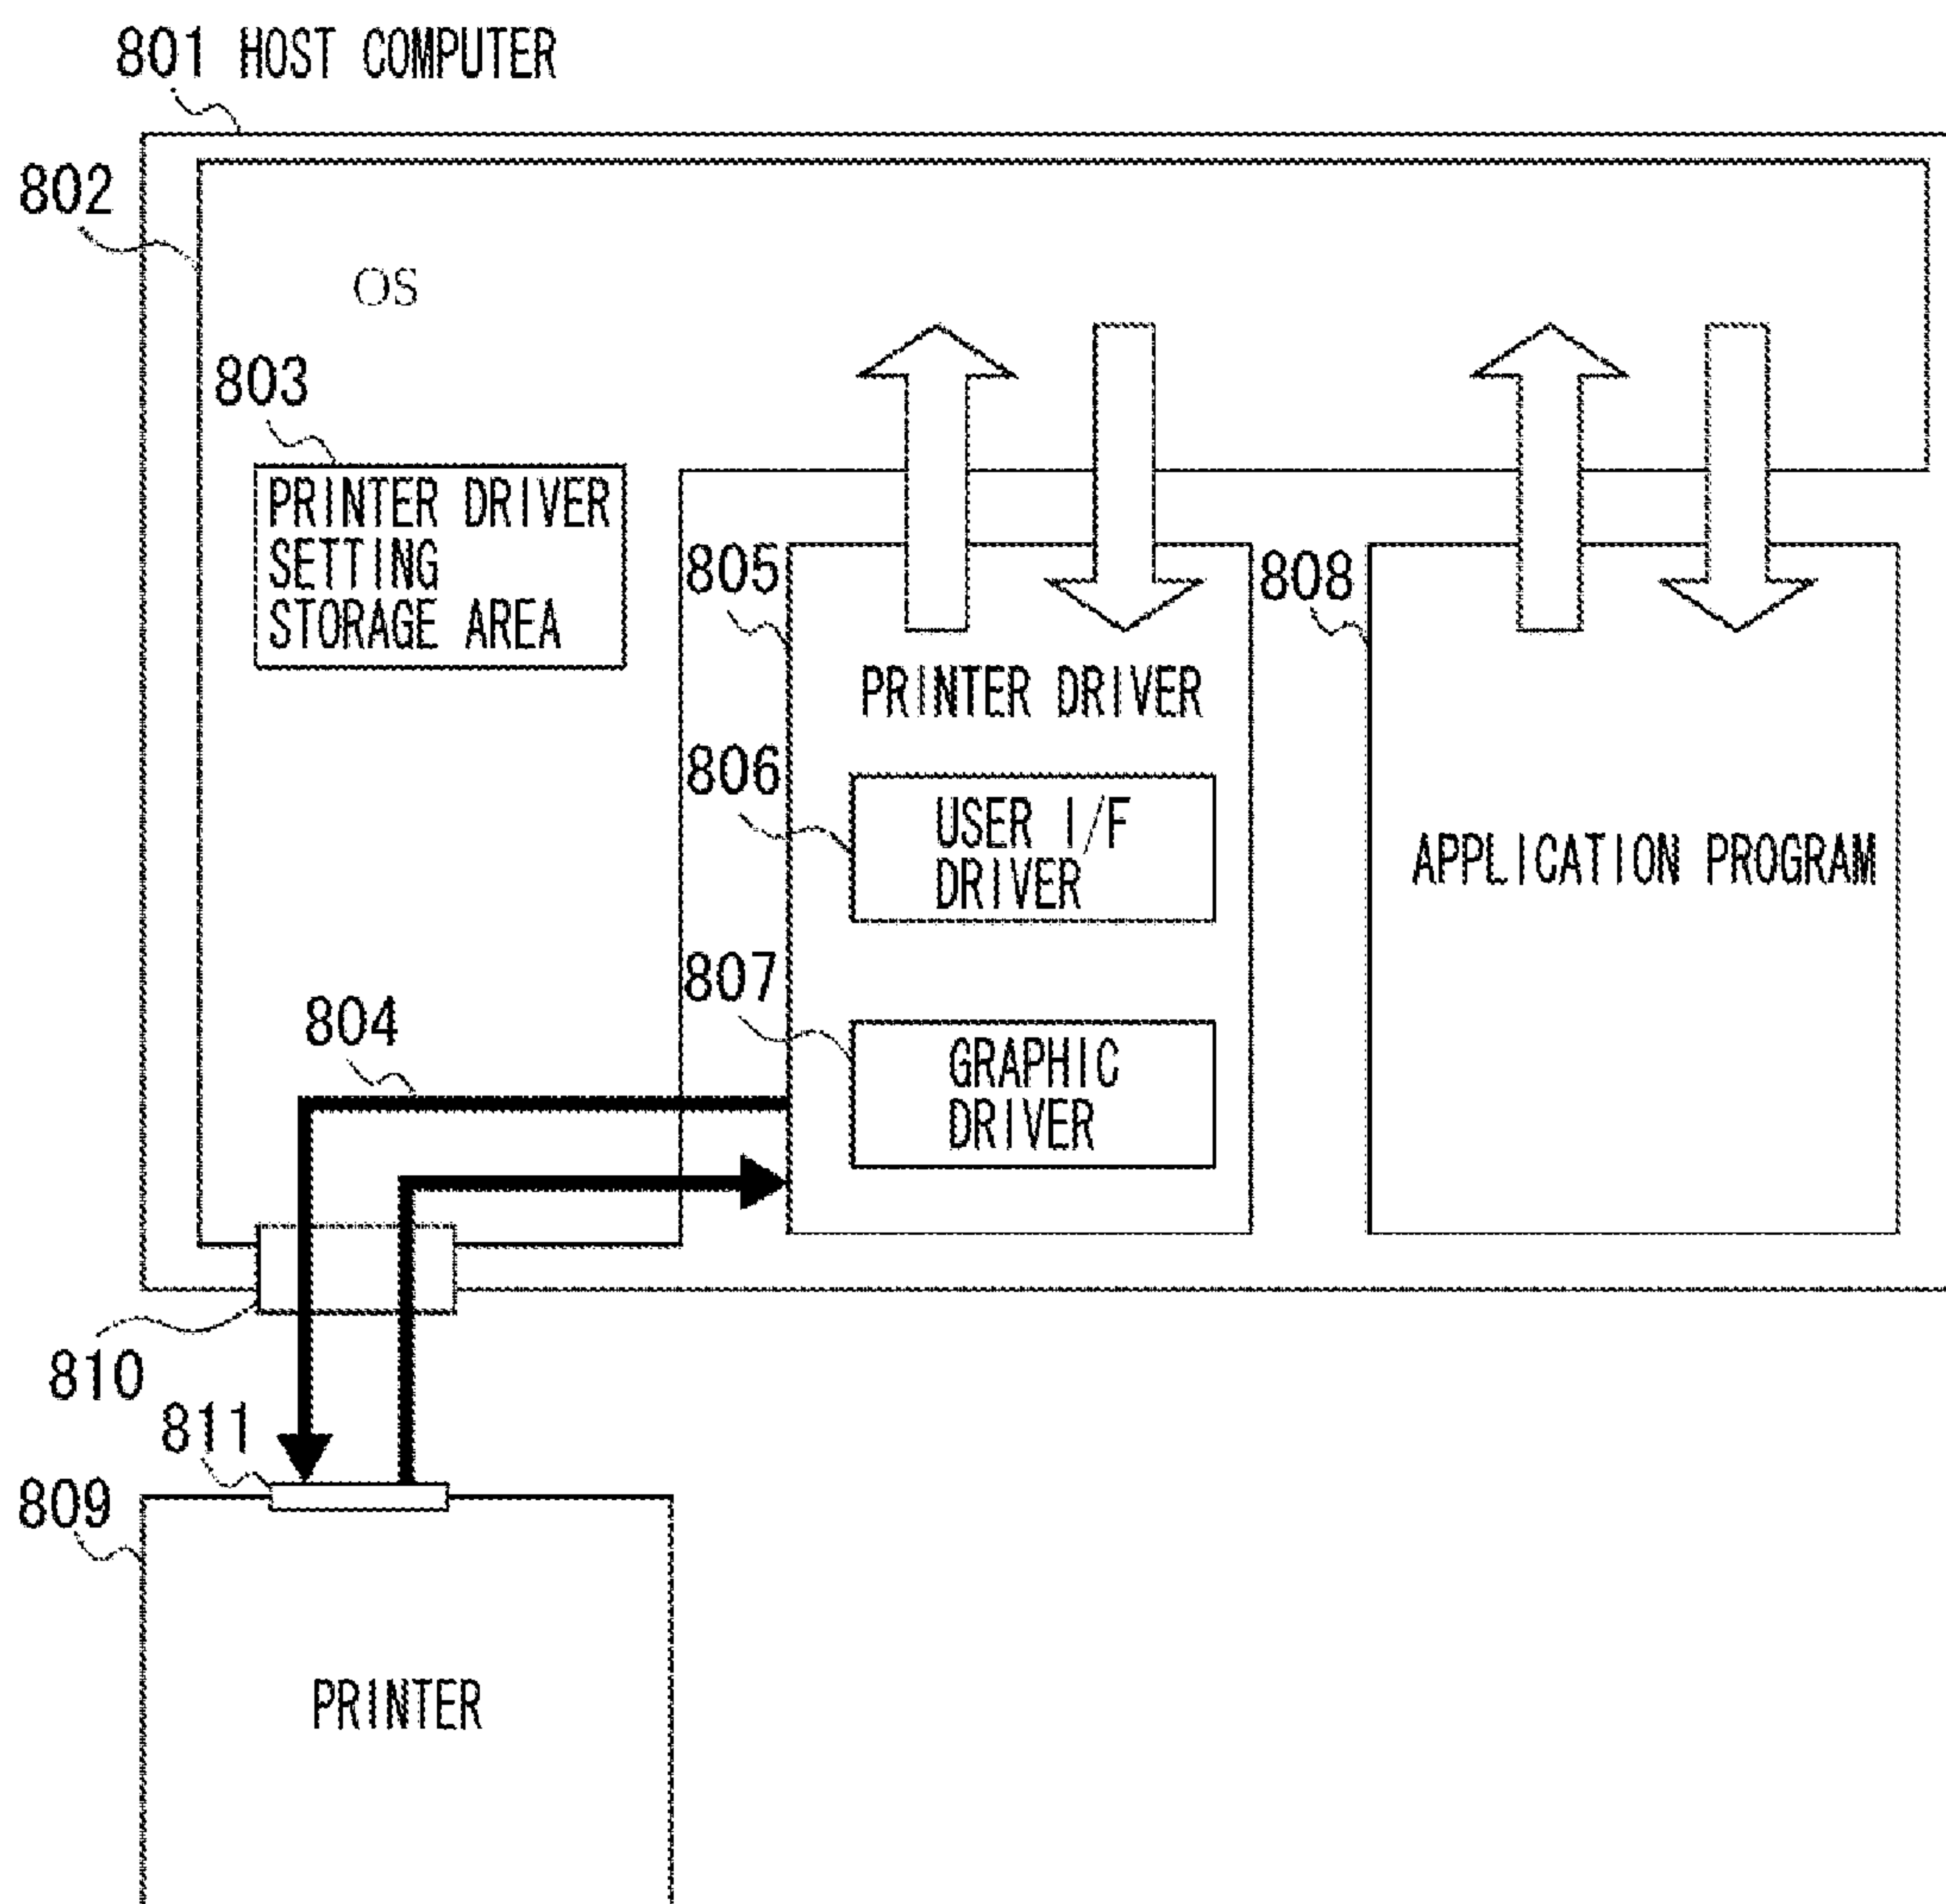 801 HOST COMPUTER
802
OS
803
PRINTER DRIVER
SETTING
STORAGE AREA
805
808
PRINTER DRIVER
806
USER I/F
DRIVER
APPLICATION PROGRAM
807
804
GRAPHIC
DRIVER
810
811
809
PRINTER